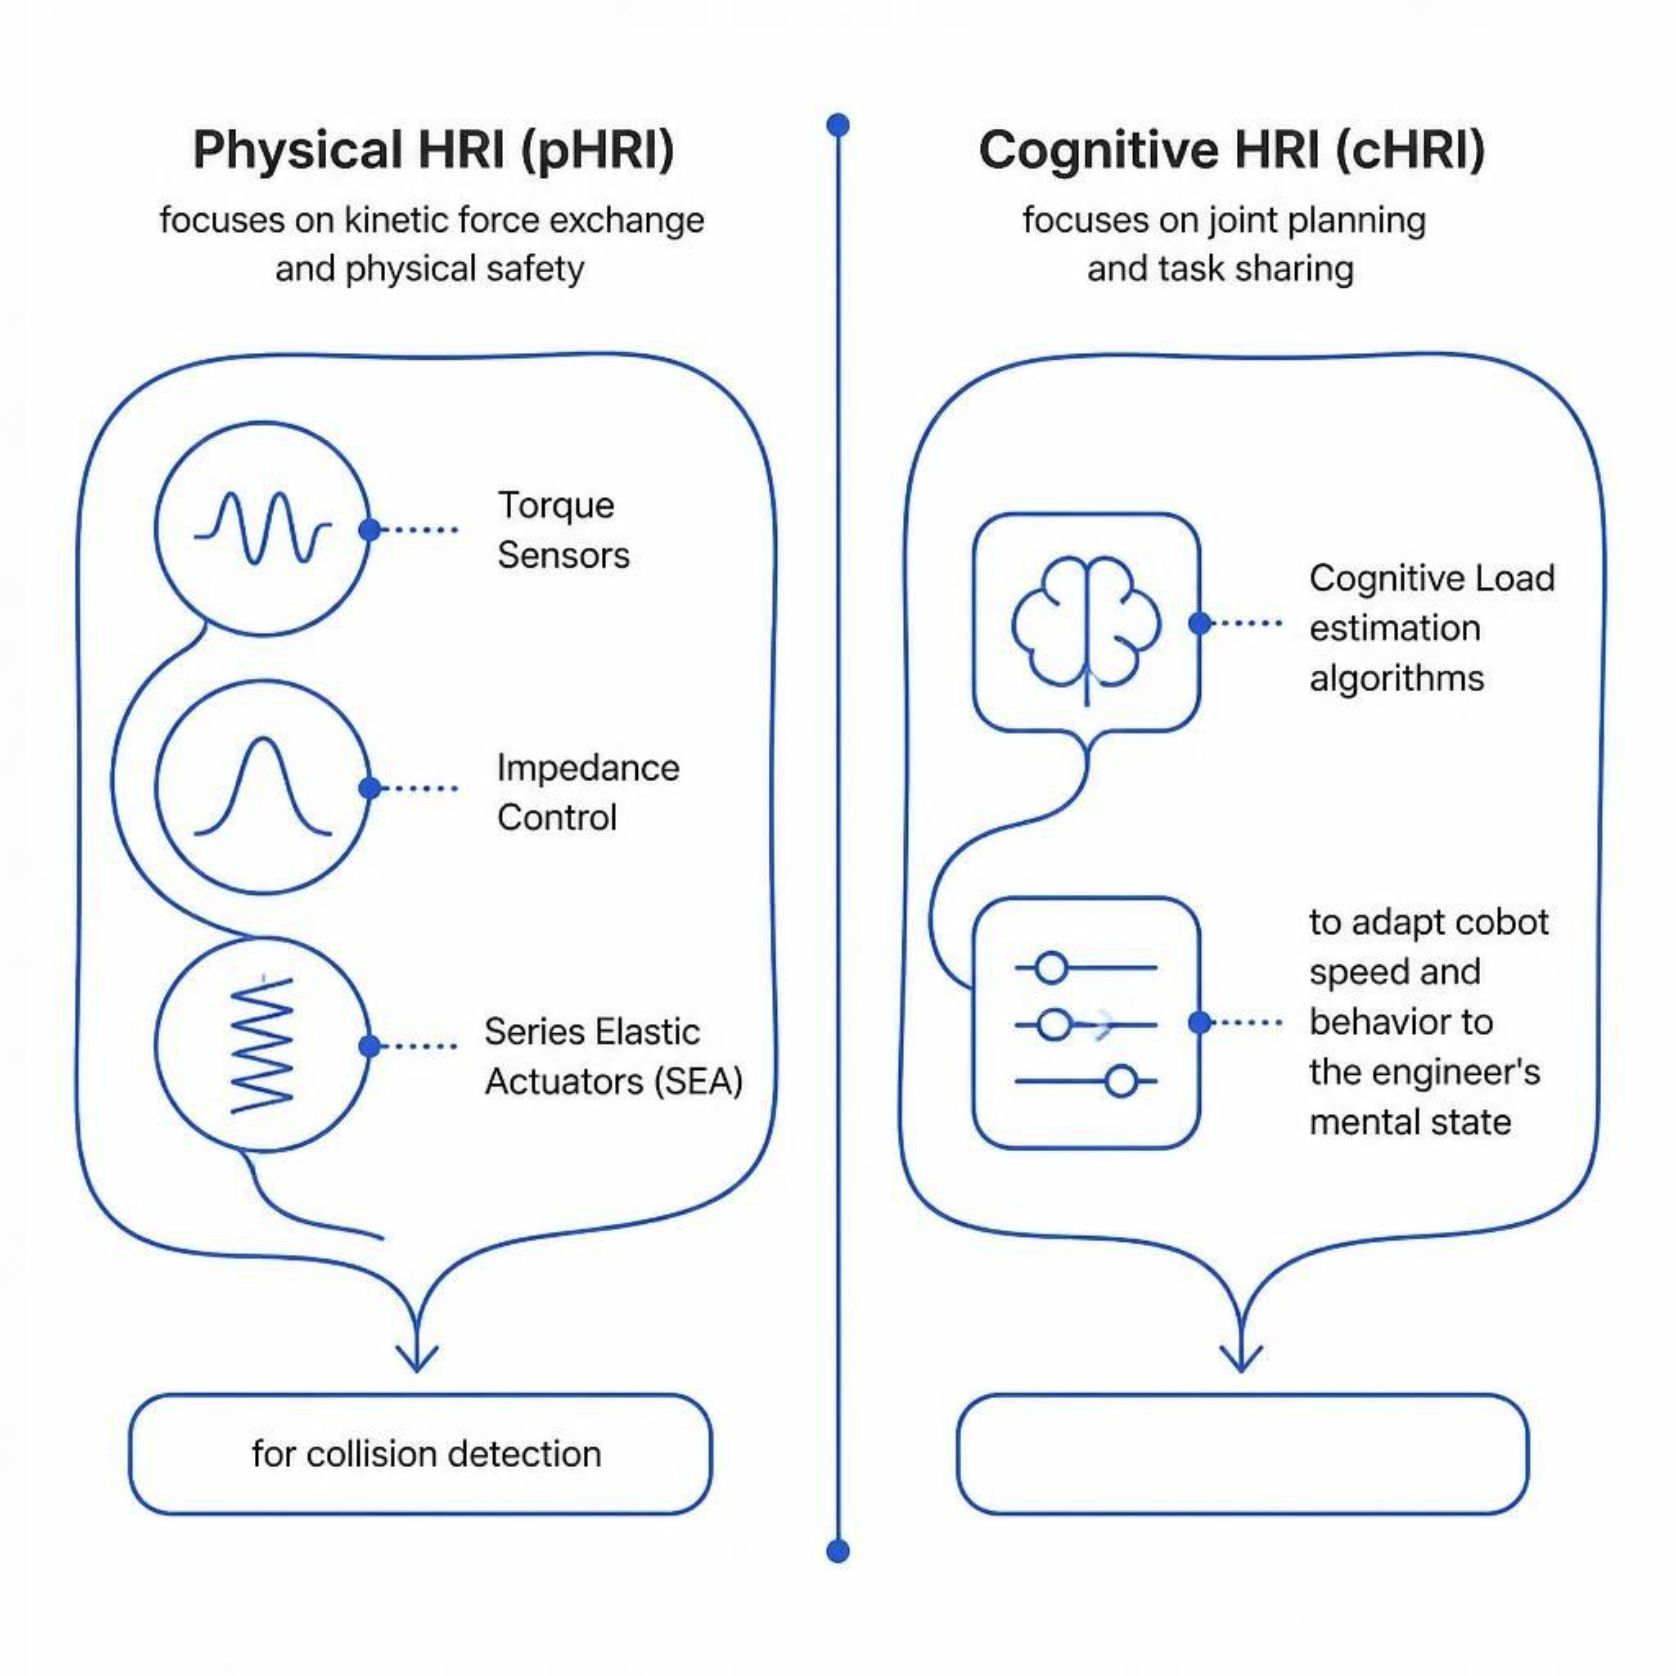 Physical HRI (pHRI)
focuses on kinetic force exchange
and physical safety
Torque
Sensors
Impedance
Control
Series Elastic
Actuators (SEA)
for collision detection
Cognitive HRI (cHRI)
focuses on joint planning
and task sharing
Cognitive Load
estimation
algorithms
to adapt cobot
speed and
behavior to
the engineer's
mental state